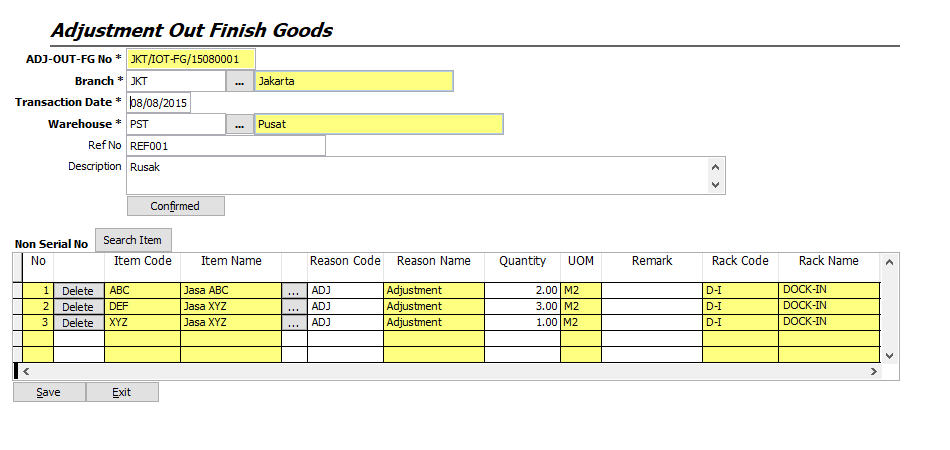 Adjustment Out Finish Goods
ADJ-OUT-FG No * JKT/IOT-FG/15080001
Branch * JKT ... Jakarta
Transaction Date * 08/08/2015
Warehouse * PST ... Pusat
Ref No REF001
Description Rusak
Confirmed
Non Serial No Search Item
No Item Code Item Name Reason Code Reason Name Quantity UOM Remark Rack Code Rack Name
1 Delete ABC Jasa ABC ... ADJ Adjustment 2.00 M2 D-I DOCK-IN
2 Delete DEF Jasa XYZ ... ADJ Adjustment 3.00 M2 D-I DOCK-IN
3 Delete XYZ Jasa XYZ ... ADJ Adjustment 1.00 M2 D-I DOCK-IN
Save Exit